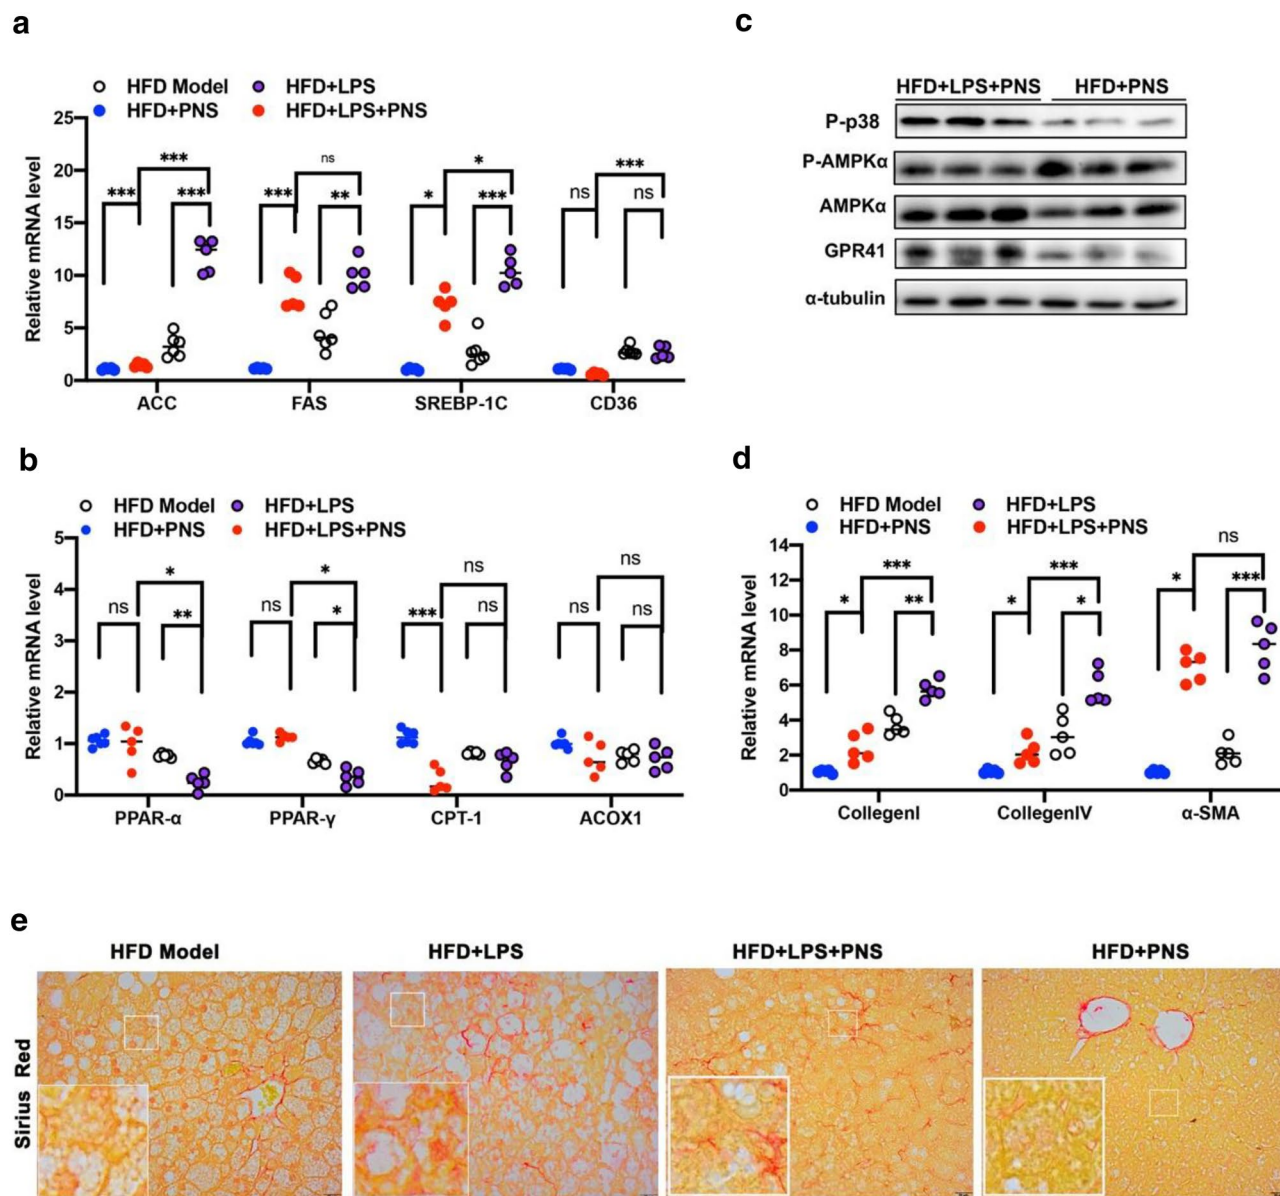 a
HFD Model HFD+LPS
HFD+PNS HFD+LPS+PNS
Relative mRNA level
25
20
15
10
5
0
*** *** ***
*** ns **
* * ***
ns *** ns
ACC FAS SREBP-1C CD36
c
HFD+LPS+PNS HFD+PNS
P-p38
P-AMPKα
AMPKα
GPR41
α-tubulin
b
HFD Model HFD+LPS
HFD+PNS HFD+LPS+PNS
Relative mRNA level
5
4
3
2
1
0
ns * **
ns * *
*** ns ns
ns ns ns
PPAR-α PPAR-γ CPT-1 ACOX1
d
HFD Model HFD+LPS
HFD+PNS HFD+LPS+PNS
Relative mRNA level
14
12
10
8
6
4
2
0
* *** **
* *** *
* ns ***
CollegenI CollegenIV α-SMA
e
HFD Model HFD+LPS HFD+LPS+PNS HFD+PNS
Sirius Red